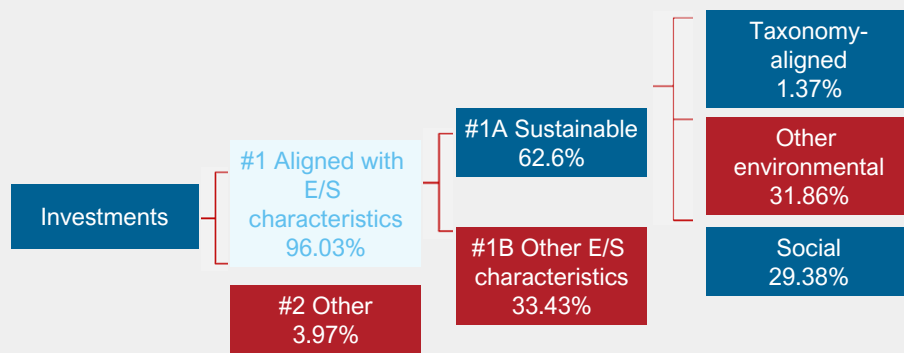 Investments
#1 Aligned with
E/S
characteristics
96.03%
#2 Other
3.97%
#1A Sustainable
62.6%
#1B Other E/S
characteristics
33.43%
Taxonomy-
aligned
1.37%
Other
environmental
31.86%
Social
29.38%